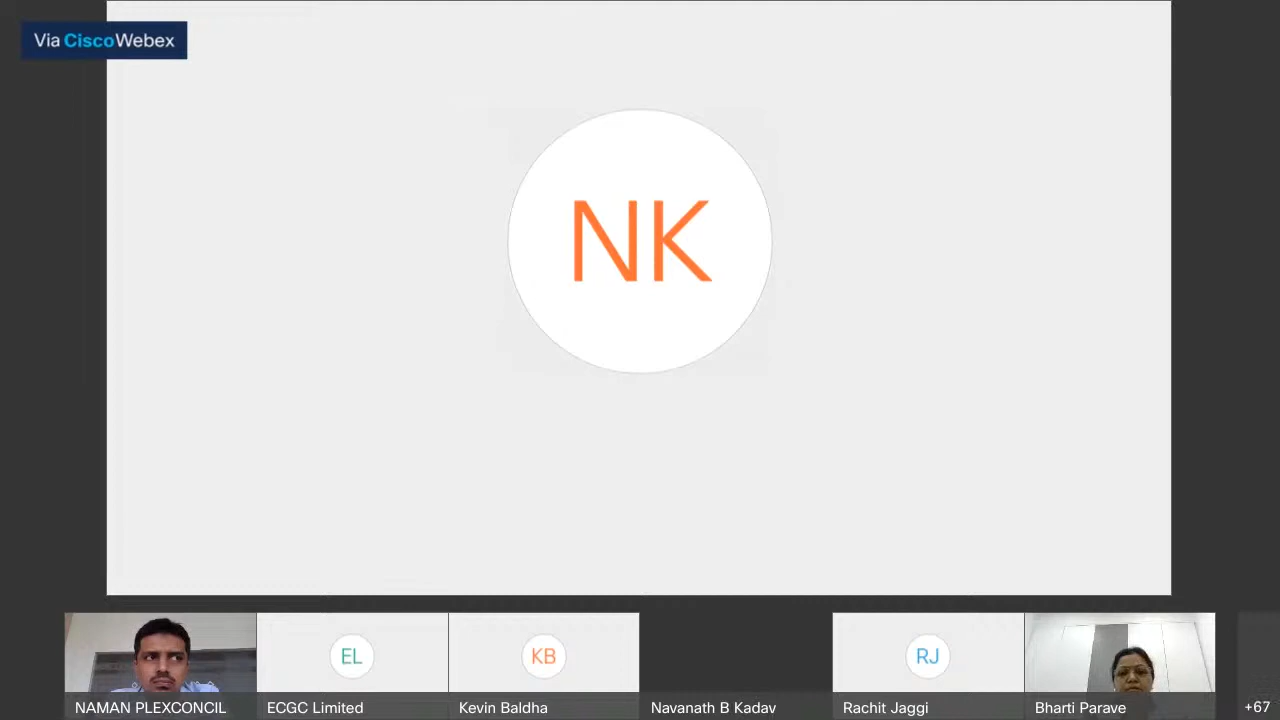 Via CiscoWebex
NK
EL
KB
RJ
NAMAN PLEXCONCIL
ECGC Limited
Kevin Baldha
Navanath B Kadav
Rachit Jaggi
Bharti Parave
+67